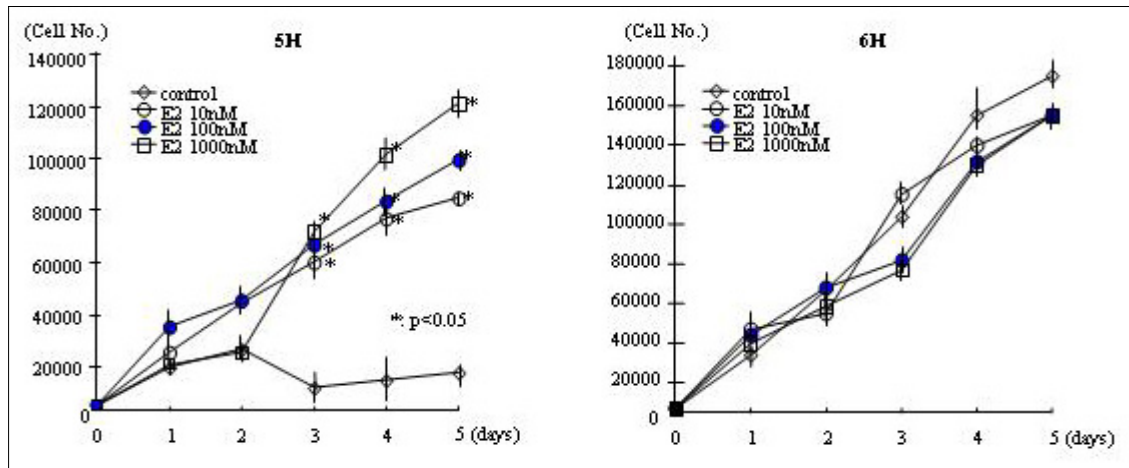 (Cell No.)
5H
140000
120000
100000
80000
60000
40000
20000
0
control
E2 10nM
E2 100nM
E2 1000nM
*
*
*
*
*
*
*
*
*
*: p<0.05
0 1 2 3 4 5 (days)
(Cell No.)
6H
180000
160000
140000
120000
100000
80000
60000
40000
20000
0
control
E2 10nM
E2 100nM
E2 1000nM
0 1 2 3 4 5 (days)